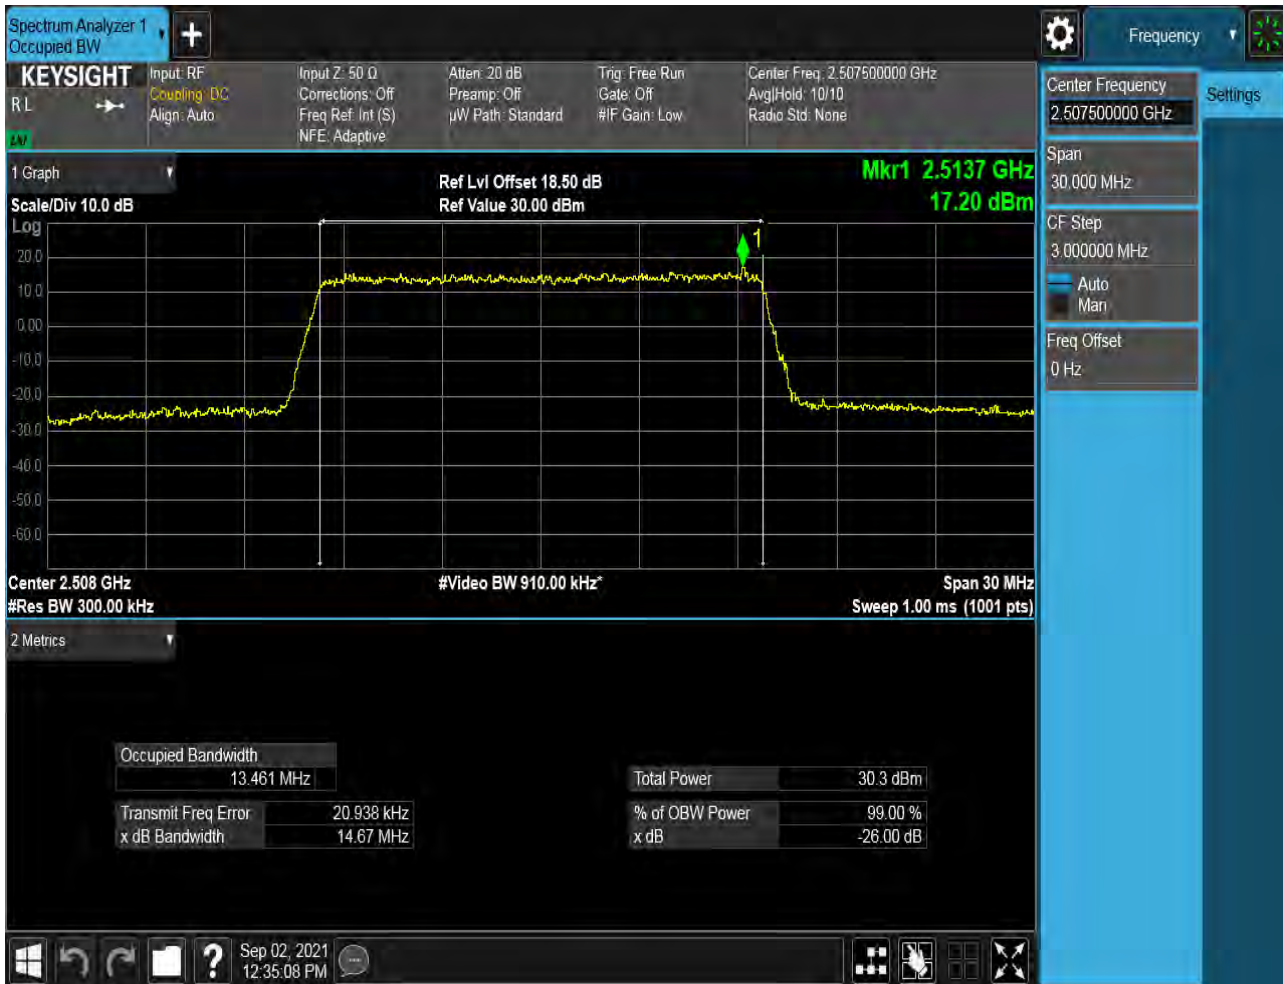 Spectrum Analyzer 1
Occupied BW
Frequency
KEYSIGHT
R L
LXI
Input: RF
Coupling: DC
Align: Auto
Input Z: 50 Ω
Corrections: Off
Freq Ref: Int (S)
NFE: Adaptive
Atten: 20 dB
Preamp: Off
µW Path: Standard
Trig: Free Run
Gate: Off
#IF Gain: Low
Center Freq: 2.507500000 GHz
Avg|Hold: 10/10
Radio Std: None
Center Frequency
2.507500000 GHz
Settings
Span
30.000 MHz
CF Step
3.000000 MHz
Auto
Man
Freq Offset
0 Hz
1 Graph
Scale/Div 10.0 dB
Ref Lvl Offset 18.50 dB
Ref Value 30.00 dBm
Mkr1 2.5137 GHz
17.20 dBm
Log
1
20.0
10.0
0.00
-10.0
-20.0
-30.0
-40.0
-50.0
-60.0
Center 2.508 GHz
#Res BW 300.00 kHz
#Video BW 910.00 kHz*
Span 30 MHz
Sweep 1.00 ms (1001 pts)
2 Metrics
Occupied Bandwidth
13.461 MHz
Transmit Freq Error 20.938 kHz
x dB Bandwidth 14.67 MHz
Total Power 30.3 dBm
% of OBW Power 99.00 %
x dB -26.00 dB
Sep 02, 2021
12:35:08 PM